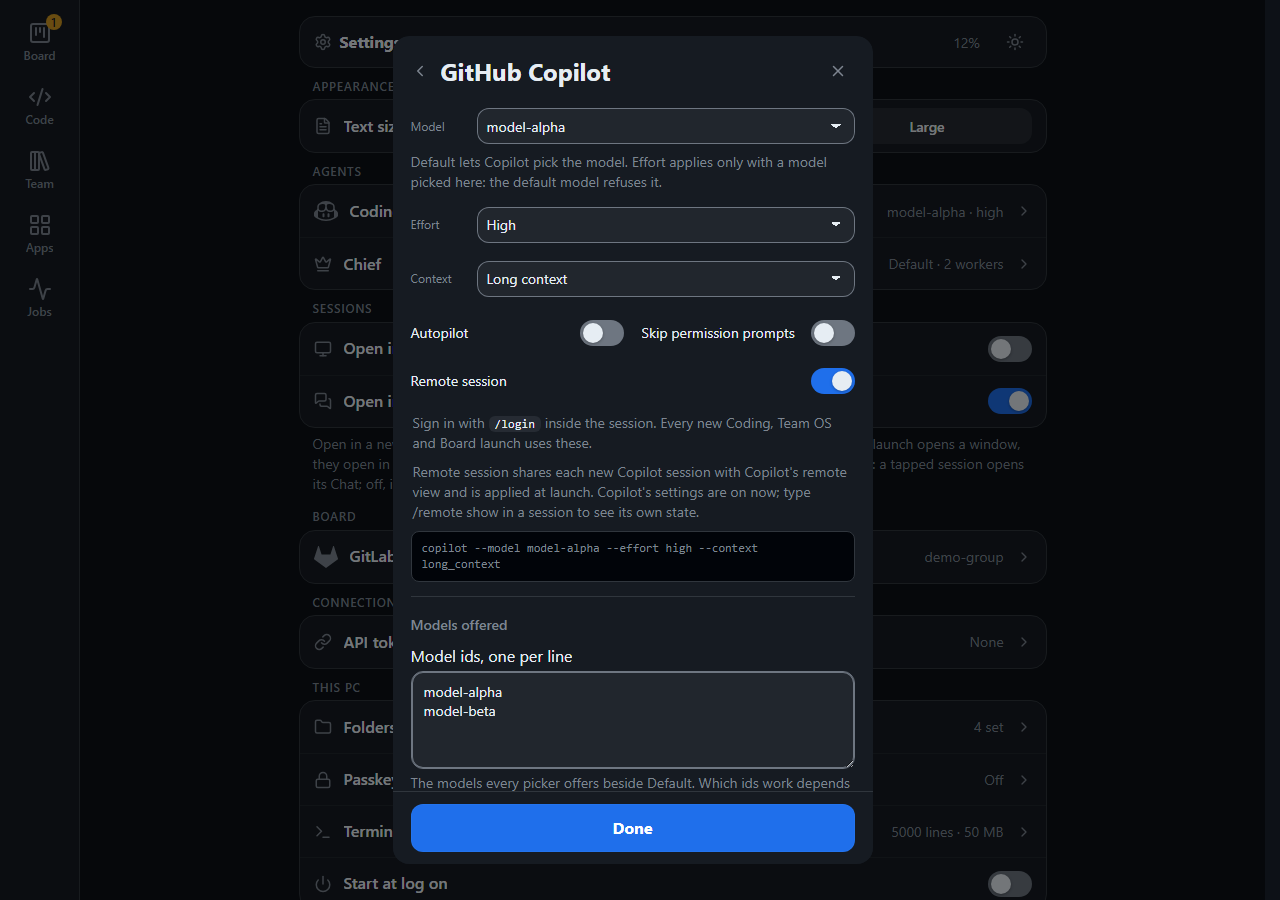 1
Board
Code
Team
Apps
Jobs
Settings
12%
APPEARANCE
Text siz
Large
AGENTS
Codin
model-alpha · high
Chief
Default · 2 workers
SESSIONS
Open i
Open i
Open in a ne
launch opens a window,
they open in
: a tapped session opens
its Chat; off, i
BOARD
GitLab
demo-group
CONNECTION
API tok
None
THIS PC
Folders
4 set
Passkey
Off
Termin
5000 lines · 50 MB
Start at log on
GitHub Copilot
Model
model-alpha
Default lets Copilot pick the model. Effort applies only with a model
picked here: the default model refuses it.
Effort
High
Context
Long context
Autopilot
Skip permission prompts
Remote session
Sign in with /login inside the session. Every new Coding, Team OS
and Board launch uses these.
Remote session shares each new Copilot session with Copilot's remote
view and is applied at launch. Copilot's settings are on now; type
/remote show in a session to see its own state.
copilot --model model-alpha --effort high --context
long_context
Models offered
Model ids, one per line
model-alpha
model-beta
The models every picker offers beside Default. Which ids work depends
Done